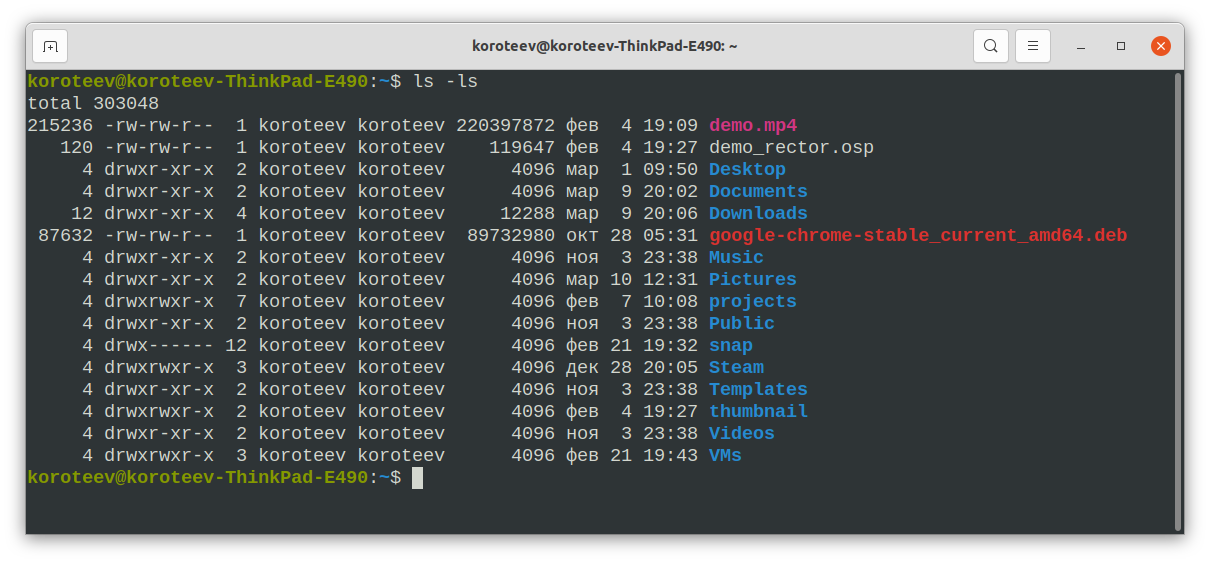 koroteev@koroteev-ThinkPad-E490: ~
koroteev@koroteev-ThinkPad-E490:~$ ls -ls
total 303048
215236 -rw-rw-r--  1 koroteev koroteev 220397872 фев  4 19:09 demo.mp4
   120 -rw-rw-r--  1 koroteev koroteev    119647 фев  4 19:27 demo_rector.osp
     4 drwxr-xr-x  2 koroteev koroteev      4096 мар  1 09:50 Desktop
     4 drwxr-xr-x  2 koroteev koroteev      4096 мар  9 20:02 Documents
    12 drwxr-xr-x  4 koroteev koroteev     12288 мар  9 20:06 Downloads
 87632 -rw-rw-r--  1 koroteev koroteev  89732980 окт 28 05:31 google-chrome-stable_current_amd64.deb
     4 drwxr-xr-x  2 koroteev koroteev      4096 ноя  3 23:38 Music
     4 drwxr-xr-x  2 koroteev koroteev      4096 мар 10 12:31 Pictures
     4 drwxrwxr-x  7 koroteev koroteev      4096 фев  7 10:08 projects
     4 drwxr-xr-x  2 koroteev koroteev      4096 ноя  3 23:38 Public
     4 drwx------ 12 koroteev koroteev      4096 фев 21 19:32 snap
     4 drwxrwxr-x  3 koroteev koroteev      4096 дек 28 20:05 Steam
     4 drwxr-xr-x  2 koroteev koroteev      4096 ноя  3 23:38 Templates
     4 drwxrwxr-x  2 koroteev koroteev      4096 фев  4 19:27 thumbnail
     4 drwxr-xr-x  2 koroteev koroteev      4096 ноя  3 23:38 Videos
     4 drwxrwxr-x  3 koroteev koroteev      4096 фев 21 19:43 VMs
koroteev@koroteev-ThinkPad-E490:~$